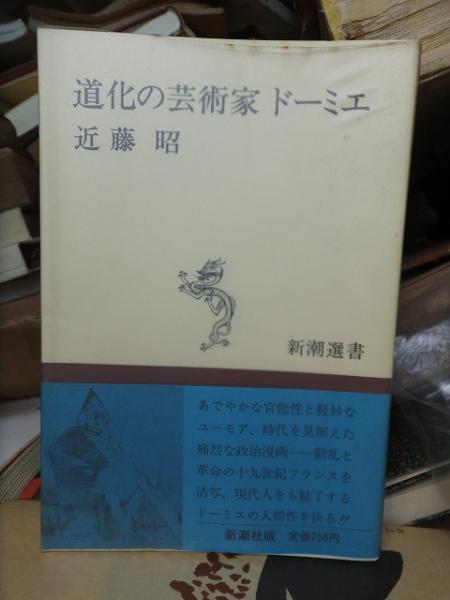 道化の芸術家 ドーミエ
近藤 昭
新潮選書
あでやかな官能性と軽妙な
ユーモア、時代を見据えた
痛烈な政治漫画──動乱と
革命の十九世紀フランスを
活写、現代人をも魅了する
ドーミエの人間性を抉る!!
新潮社版 定価750円